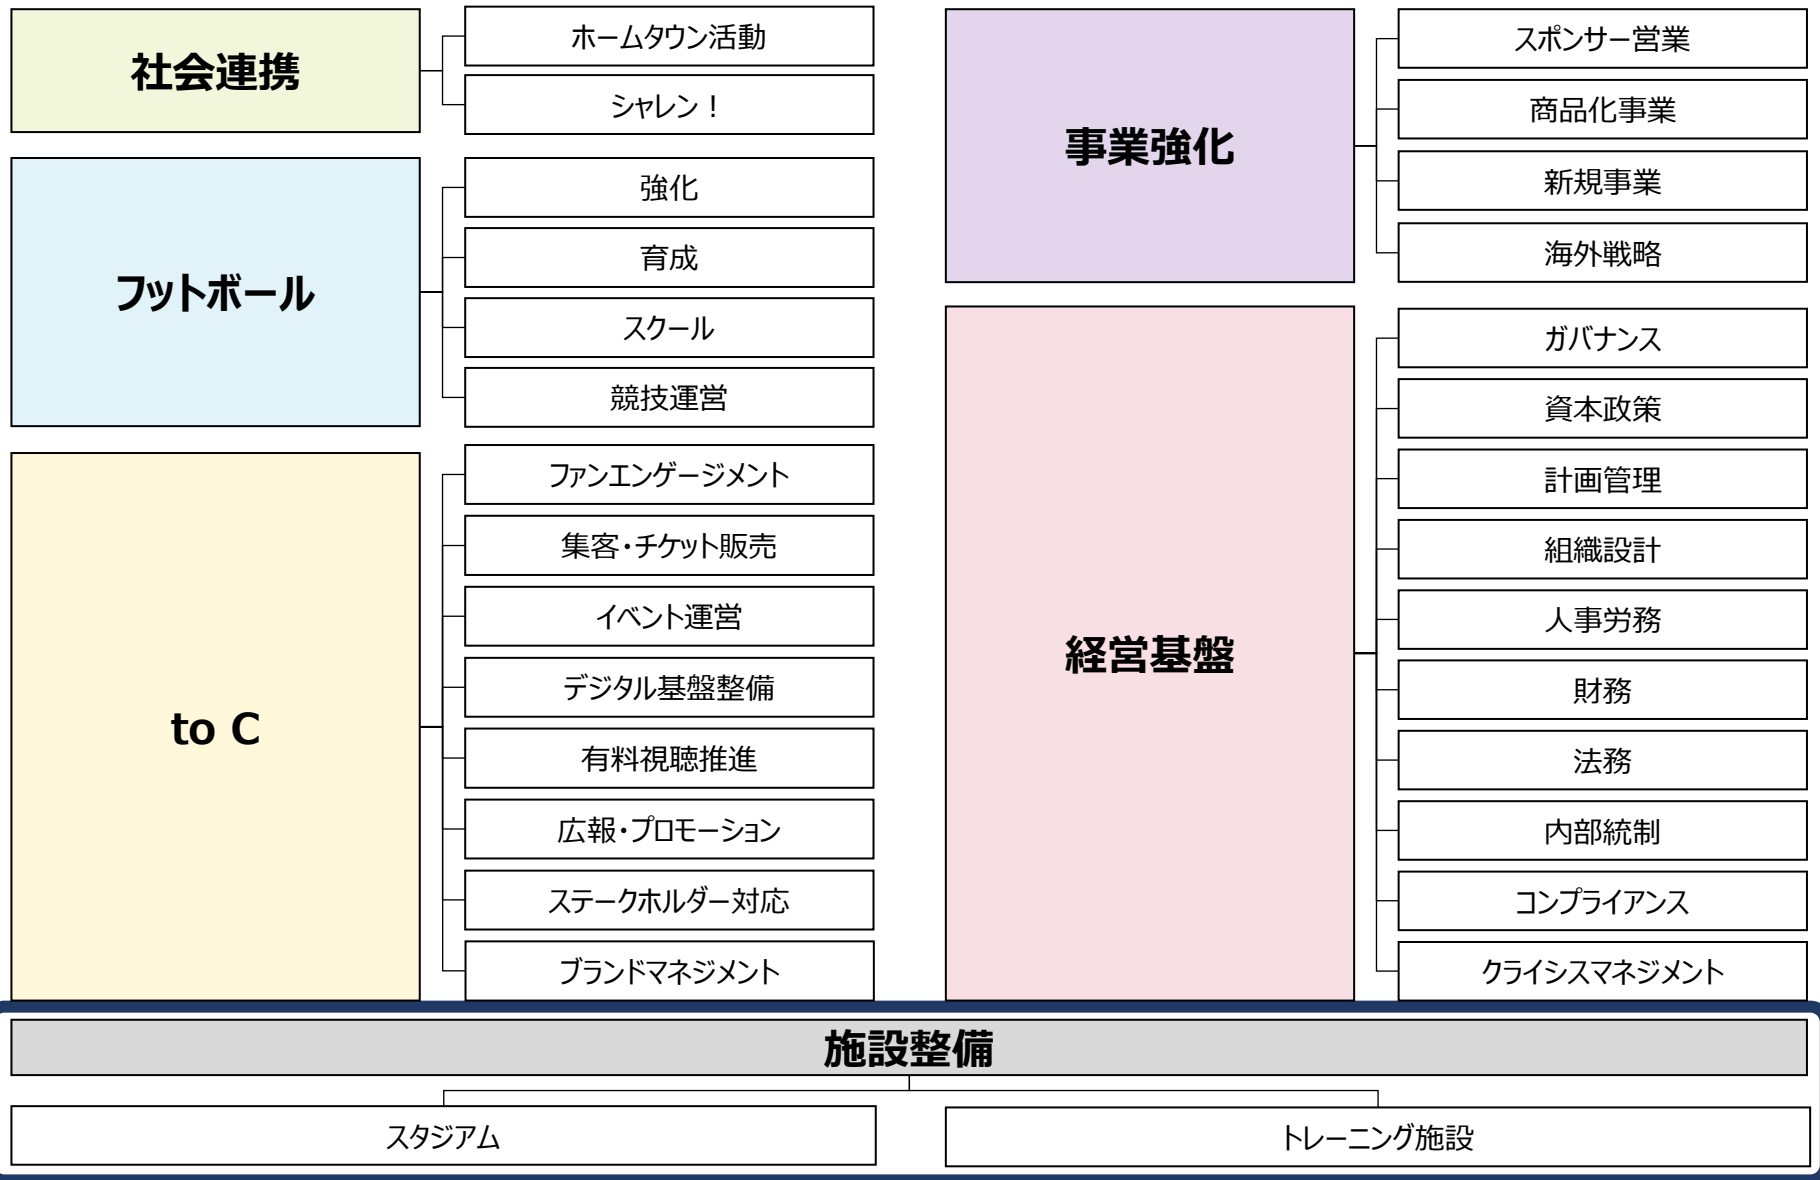 社会連携
ホームタウン活動
シャレン！
フットボール
強化
育成
スクール
競技運営
to C
ファンエンゲージメント
集客・チケット販売
イベント運営
デジタル基盤整備
有料視聴推進
広報・プロモーション
ステークホルダー対応
ブランドマネジメント
事業強化
スポンサー営業
商品化事業
新規事業
海外戦略
経営基盤
ガバナンス
資本政策
計画管理
組織設計
人事労務
財務
法務
内部統制
コンプライアンス
クライシスマネジメント
施設整備
スタジアム
トレーニング施設